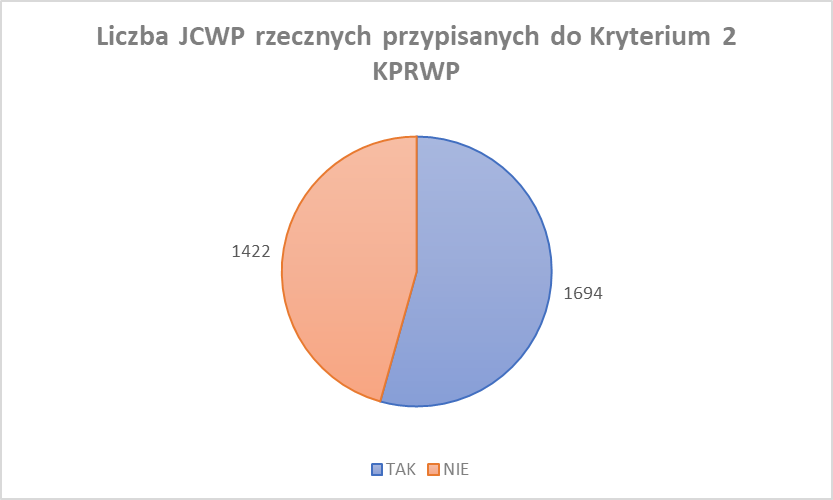 Liczba JCWP rzecznych przypisanych do Kryterium 2
KPRWP
1422
1694
TAK NIE